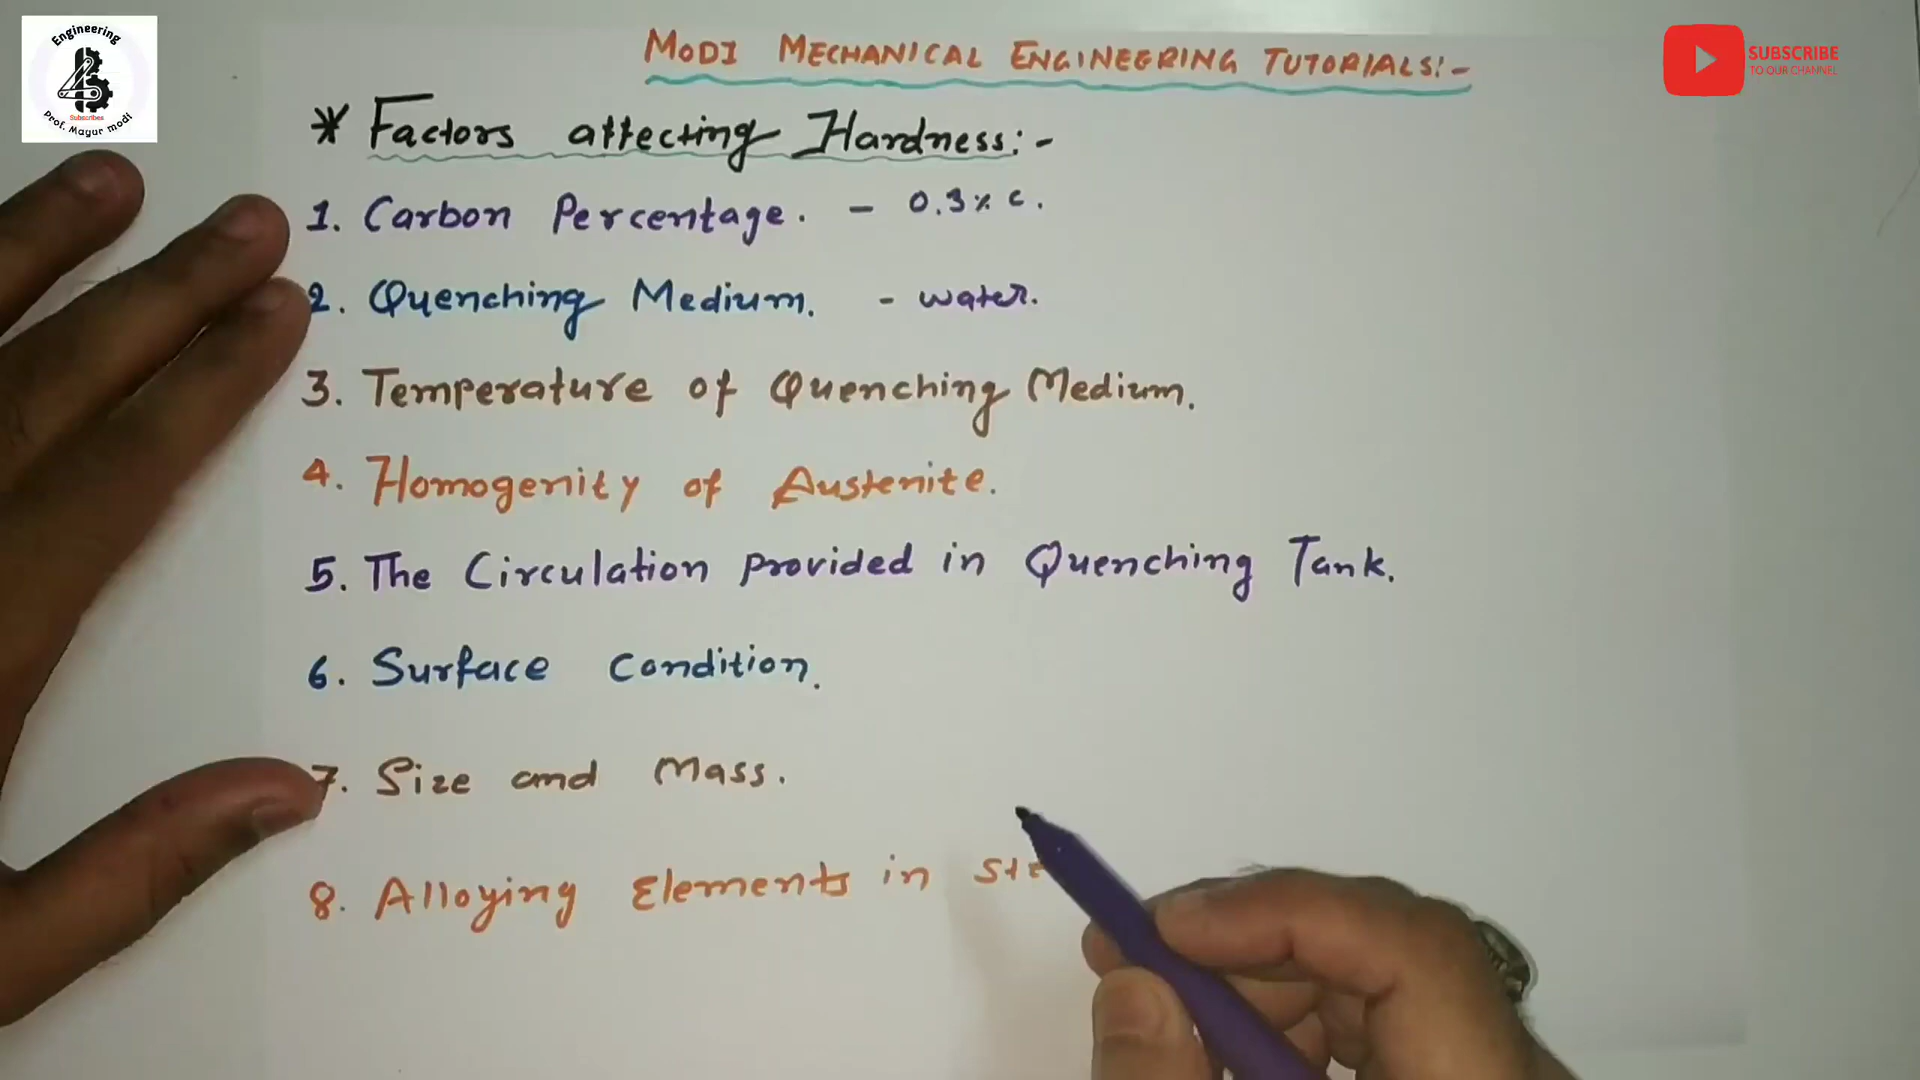 Engineering
Subscribes
Prof. Mayur modi
MODI MECHANICAL ENGINEERING TUTORIALS:-
SUBSCRIBE
TO OUR CHANNEL
* Factors affecting Hardness:-
1. Carbon Percentage. - 0.3% C.
2. Quenching Medium. - water.
3. Temperature of Quenching Medium.
4. Homogenity of Austenite.
5. The Circulation provided in Quenching Tank.
6. Surface Condition.
7. Size and Mass.
8. Alloying Elements in